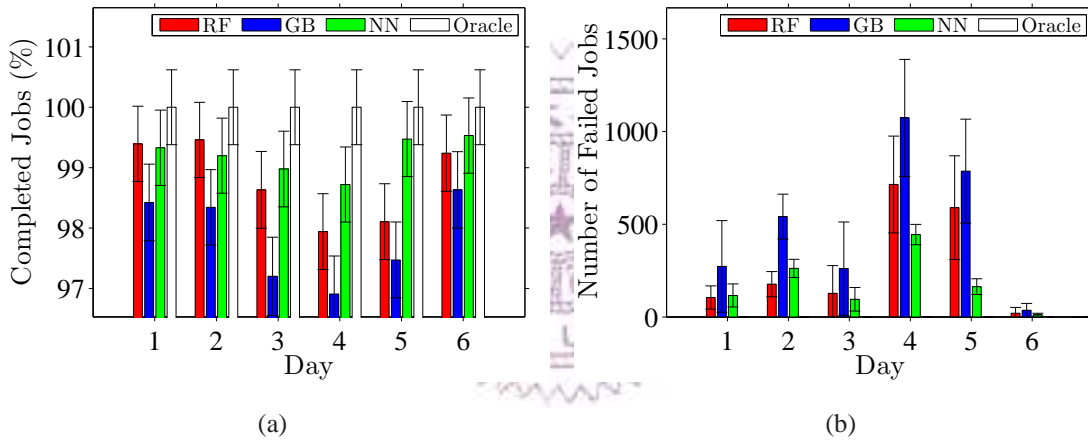 RF GB NN Oracle
Completed Jobs (%)
101
100
99
98
97
1 2 3 4 5 6
Day
(a)
RF GB NN Oracle
Number of Failed Jobs
1500
1000
500
0
1 2 3 4 5 6
Day
(b)